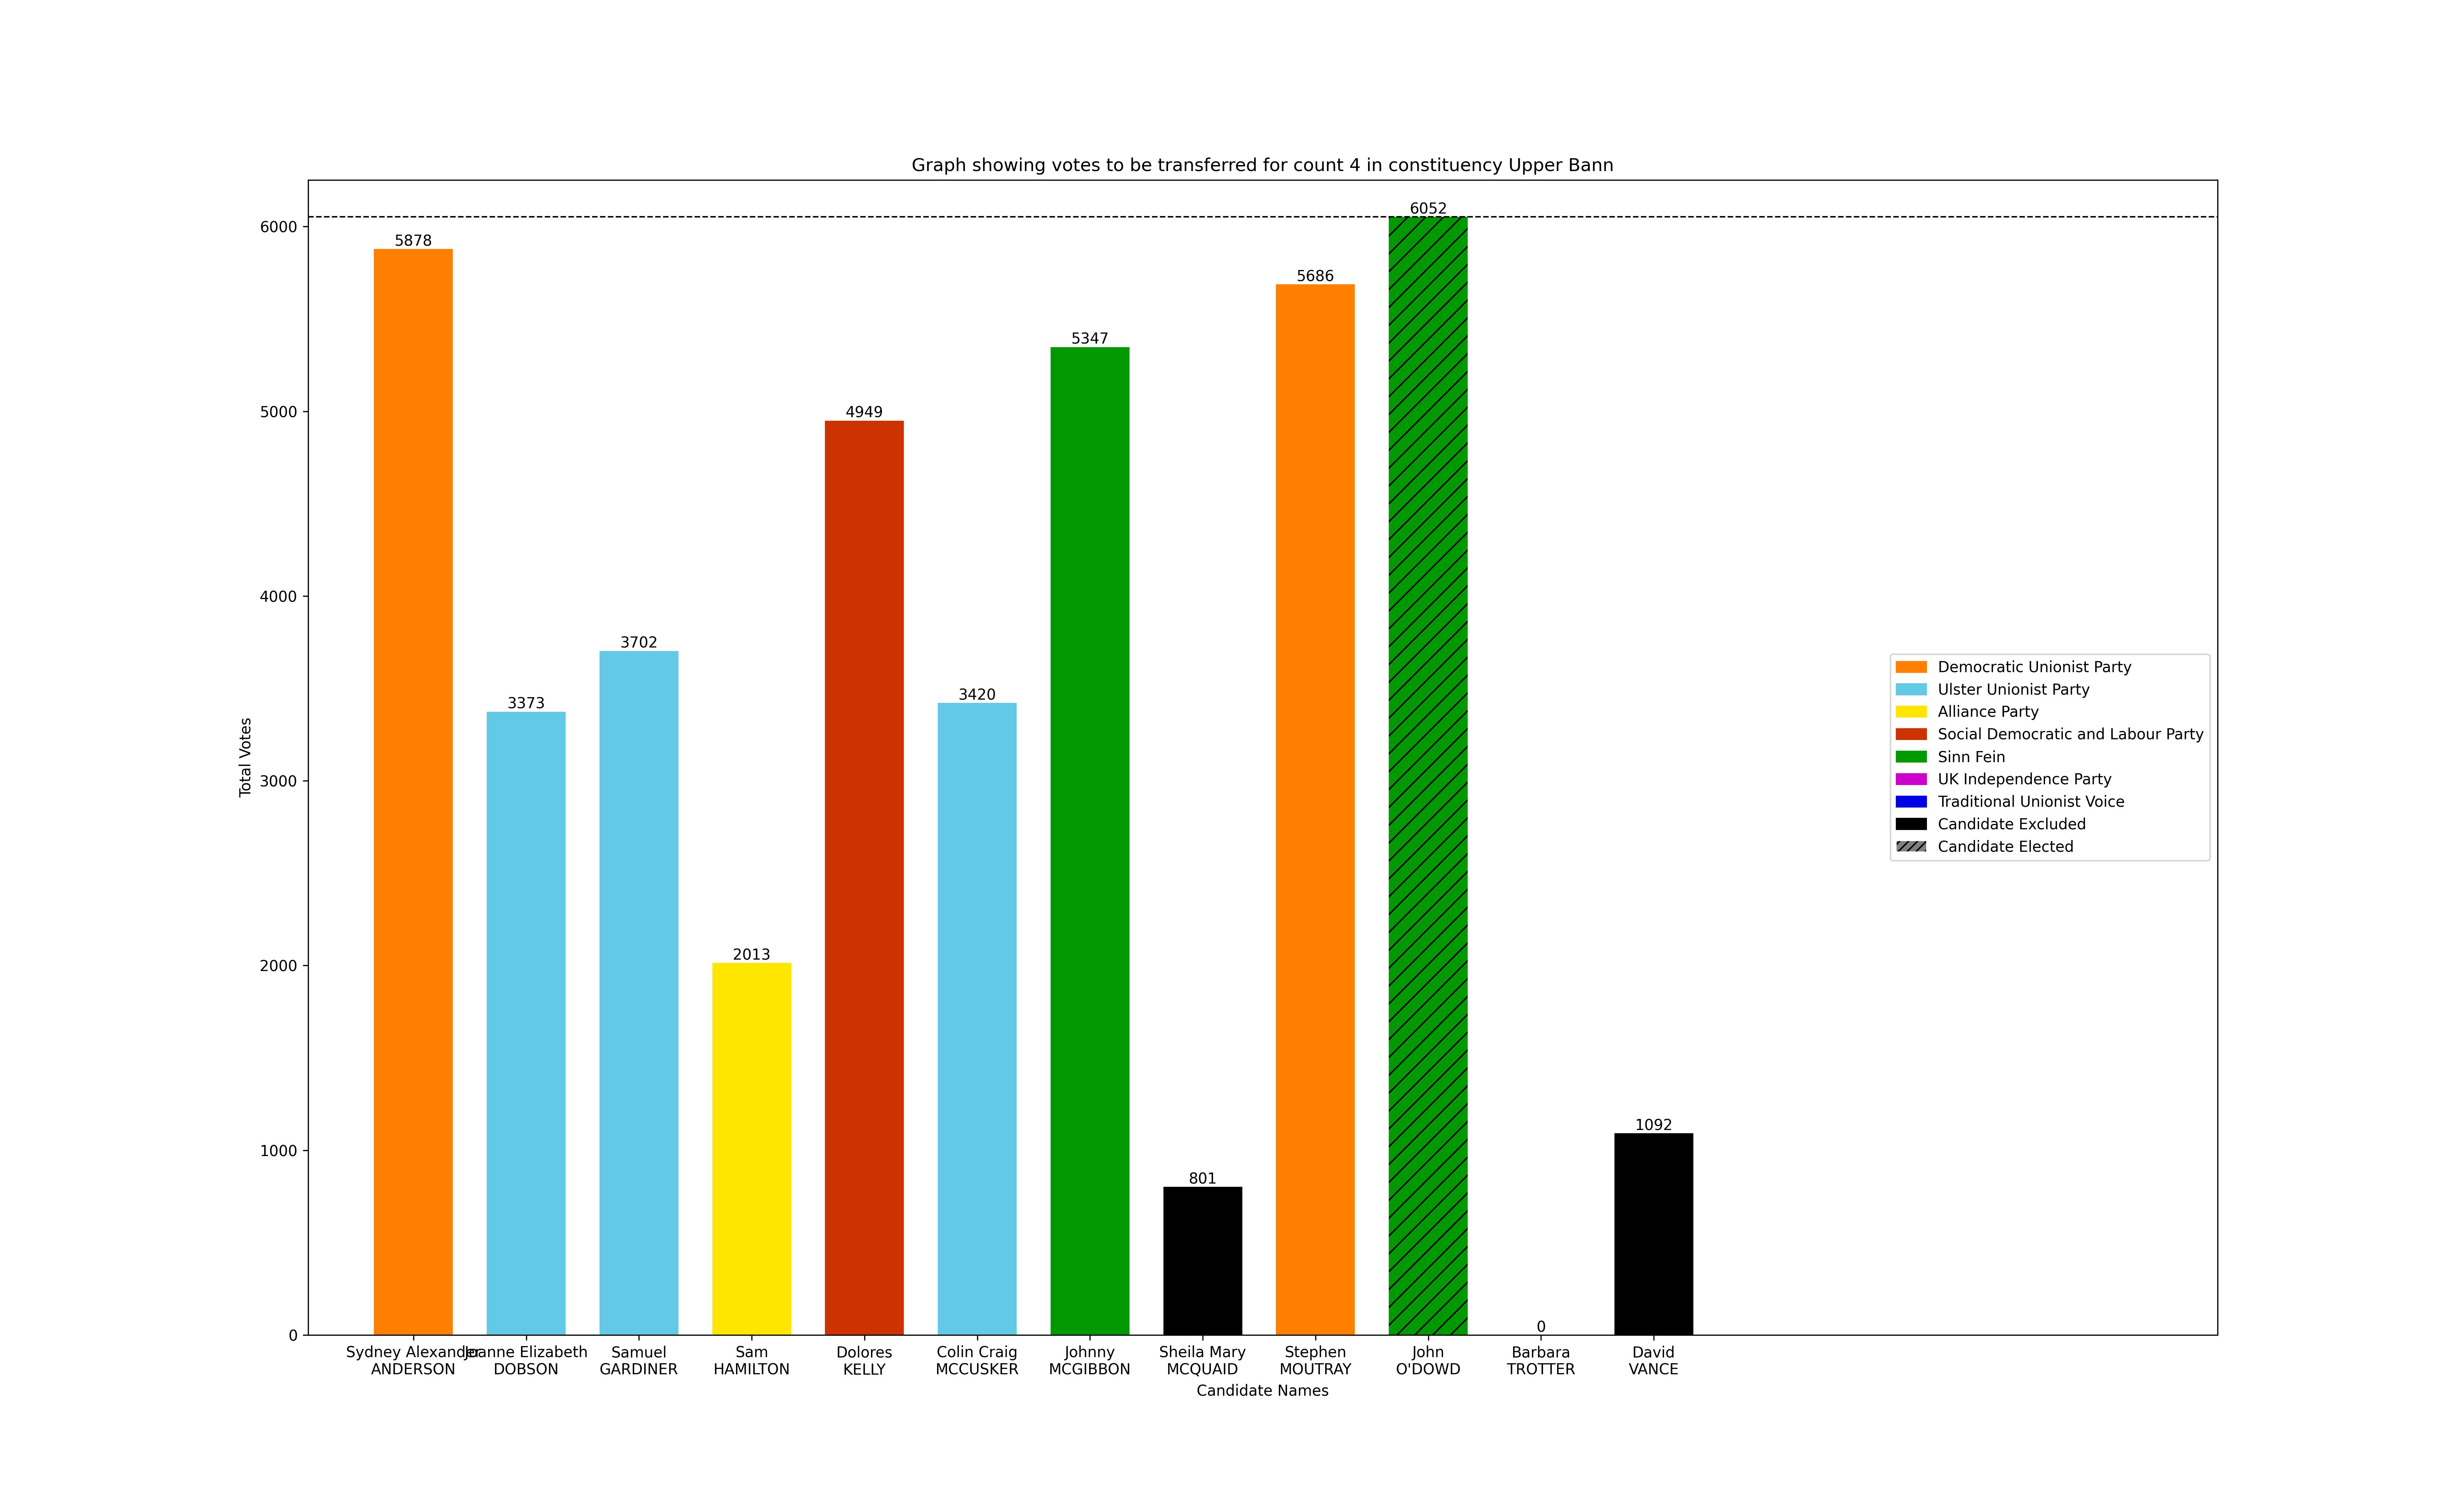 Graph showing votes to be transferred for count 4 in constituency Upper Bann
Total Votes
6000
5000
4000
3000
2000
1000
0
5878
3373
3702
2013
4949
3420
5347
801
5686
6052
0
1092
Democratic Unionist Party
Ulster Unionist Party
Alliance Party
Social Democratic and Labour Party
Sinn Fein
UK Independence Party
Traditional Unionist Voice
Candidate Excluded
Candidate Elected
Sydney Alexander
ANDERSON
Joanne Elizabeth
DOBSON
Samuel
GARDINER
Sam
HAMILTON
Dolores
KELLY
Colin Craig
MCCUSKER
Johnny
MCGIBBON
Sheila Mary
MCQUAID
Stephen
MOUTRAY
John
O'DOWD
Barbara
TROTTER
David
VANCE
Candidate Names